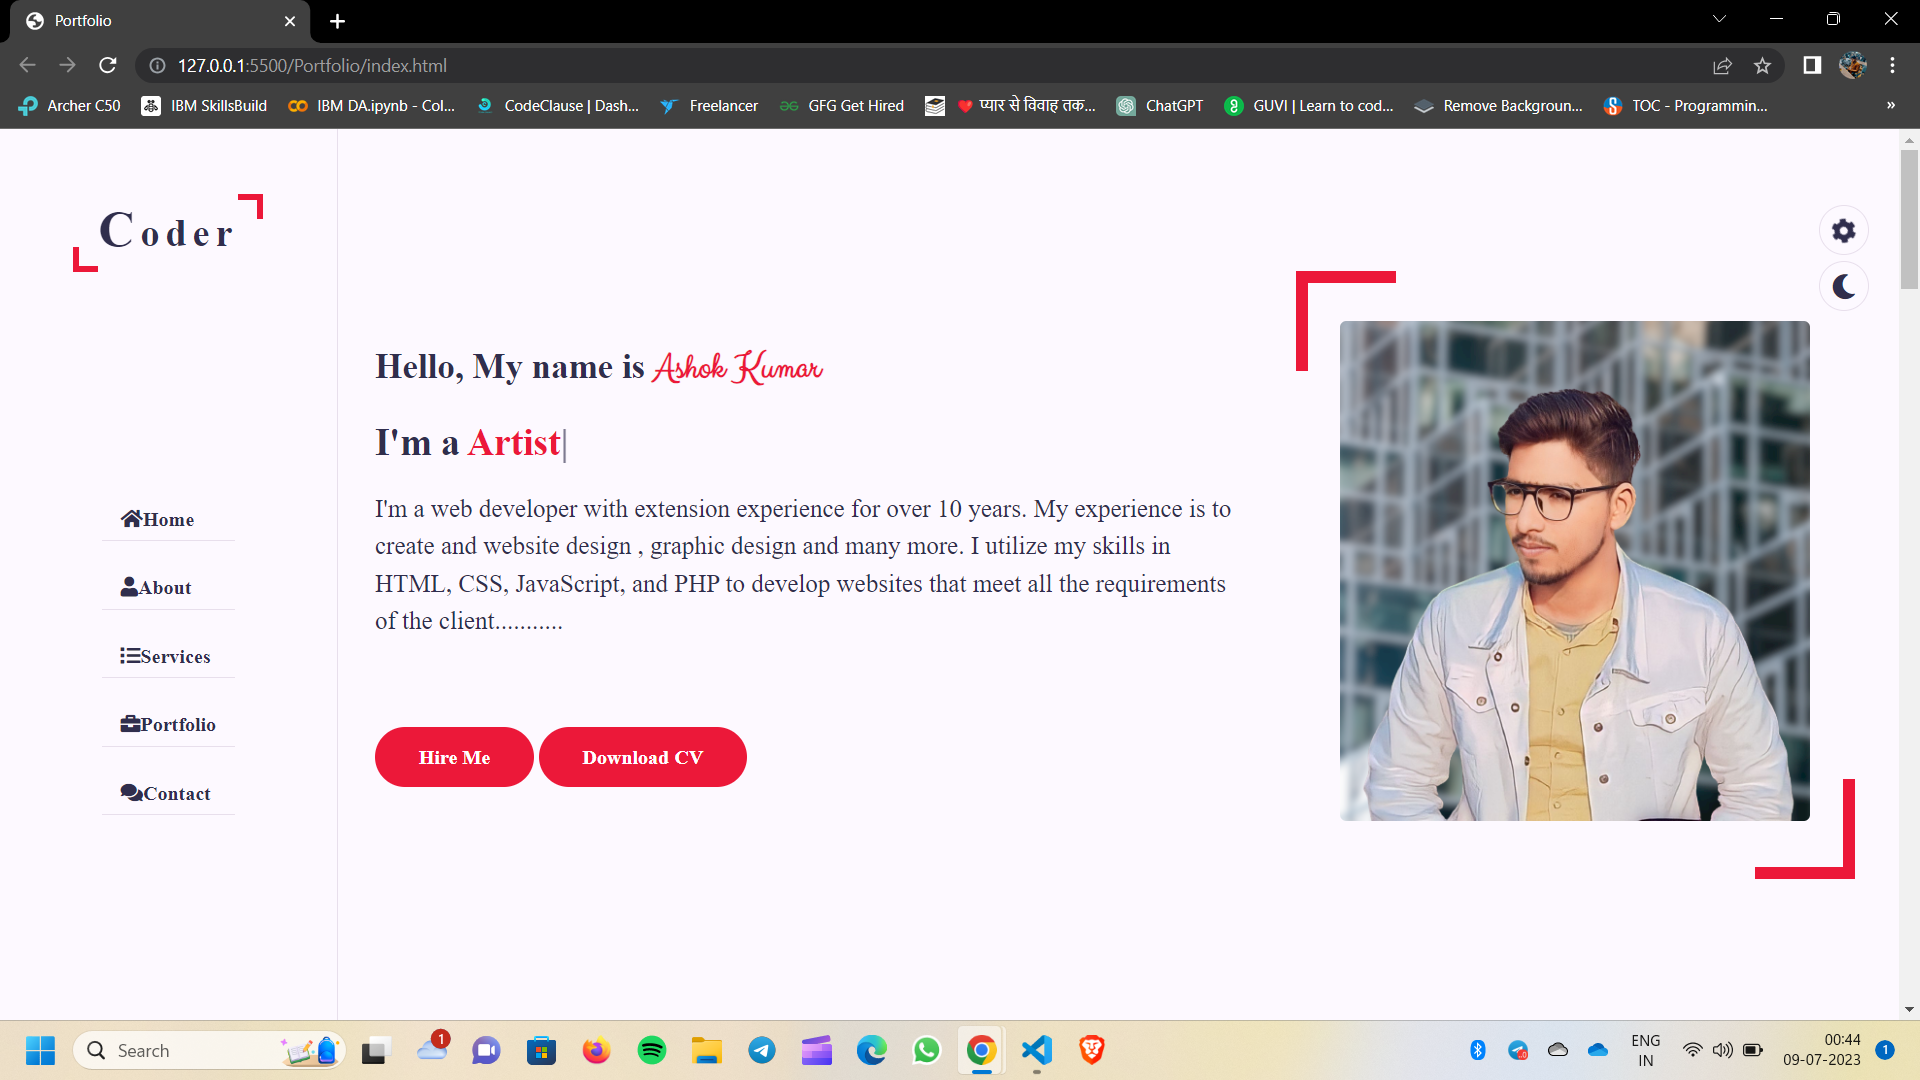 Portfolio
127.0.0.1:5500/Portfolio/index.html
Archer C50
IBM SkillsBuild
IBM DA.ipynb - Col...
CodeClause | Dash...
Freelancer
GFG Get Hired
❤️ प्यार से विवाह तक...
ChatGPT
GUVI | Learn to cod...
Remove Backgroun...
TOC - Programmin...
»
Coder
Home
About
Services
Portfolio
Contact
Hello, My name is Ashok Kumar
I'm a Artist|
I'm a web developer with extension experience for over 10 years. My experience is to
create and website design , graphic design and many more. I utilize my skills in
HTML, CSS, JavaScript, and PHP to develop websites that meet all the requirements
of the client...........
Hire Me
Download CV
Search
1
ENG
IN
00:44
09-07-2023
1